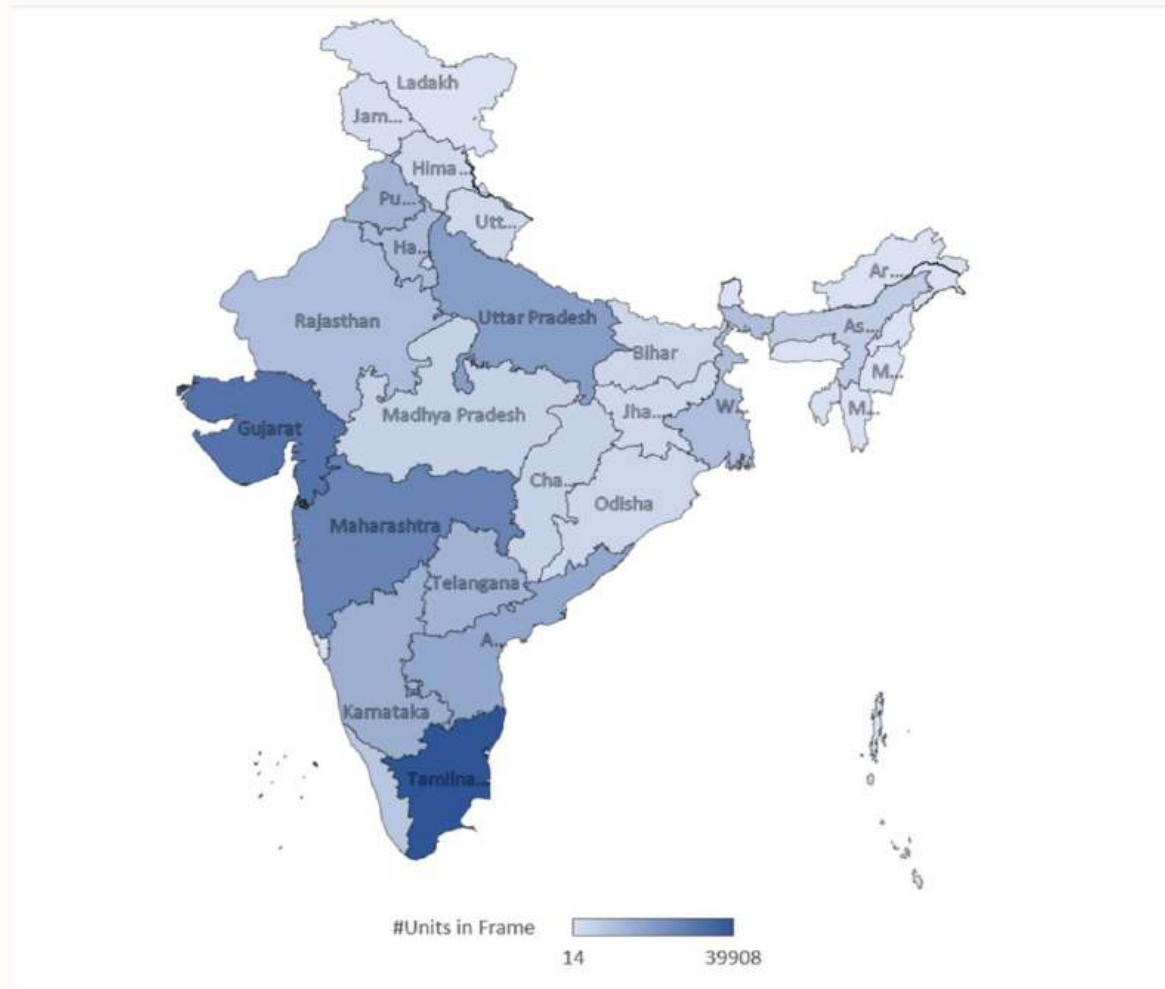 Ladakh
Jam...
Hima...
Pu...
Utt...
Ha...
Ar...
Rajasthan
Uttar Pradesh
As...
Bihar
M...
Madhya Pradesh
Jha...
W...
M...
Gujarat
Cha...
Odisha
Maharashtra
Telangana
A...
Karnataka
Tamilna...
#Units in Frame
14
39908